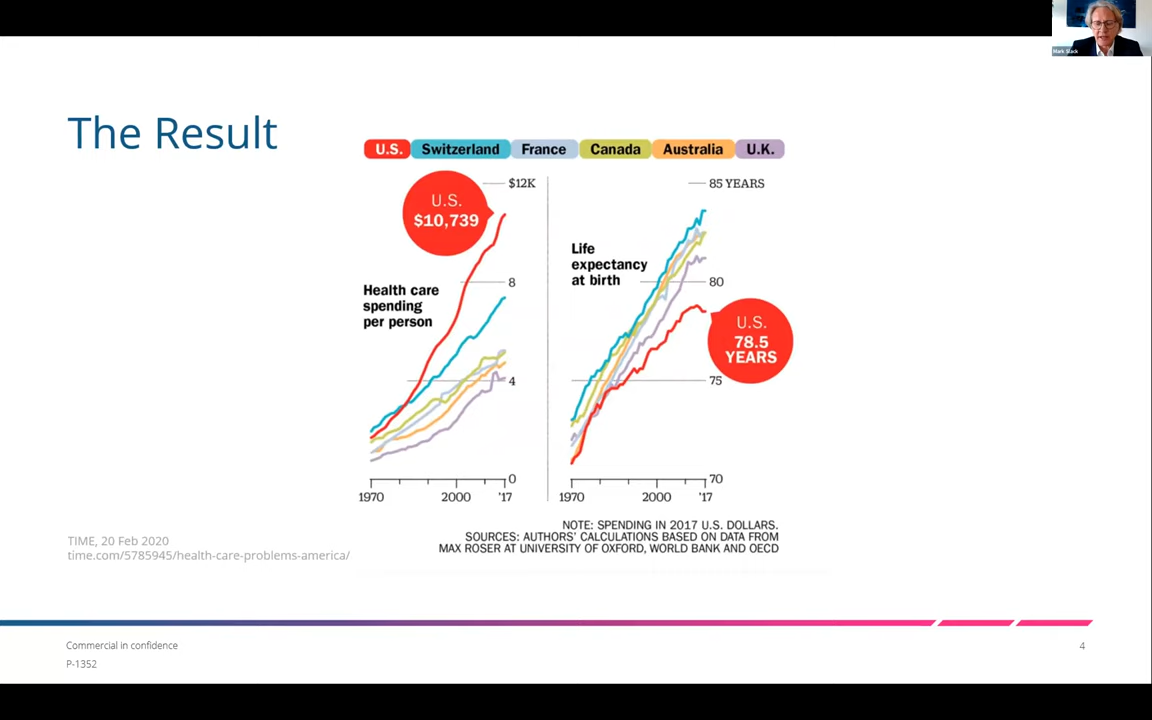 Mark Slack
The Result
U.S. Switzerland France Canada Australia U.K.
U.S.
$10,739
$12K
8
4
0
Health care
spending
per person
1970 2000 '17
85 YEARS
80
75
70
Life
expectancy
at birth
U.S.
78.5
YEARS
1970 2000 '17
NOTE: SPENDING IN 2017 U.S. DOLLARS.
SOURCES: AUTHORS' CALCULATIONS BASED ON DATA FROM
MAX ROSER AT UNIVERSITY OF OXFORD, WORLD BANK AND OECD
TIME, 20 Feb 2020
time.com/5785945/health-care-problems-america/
Commercial in confidence
P-1352
4